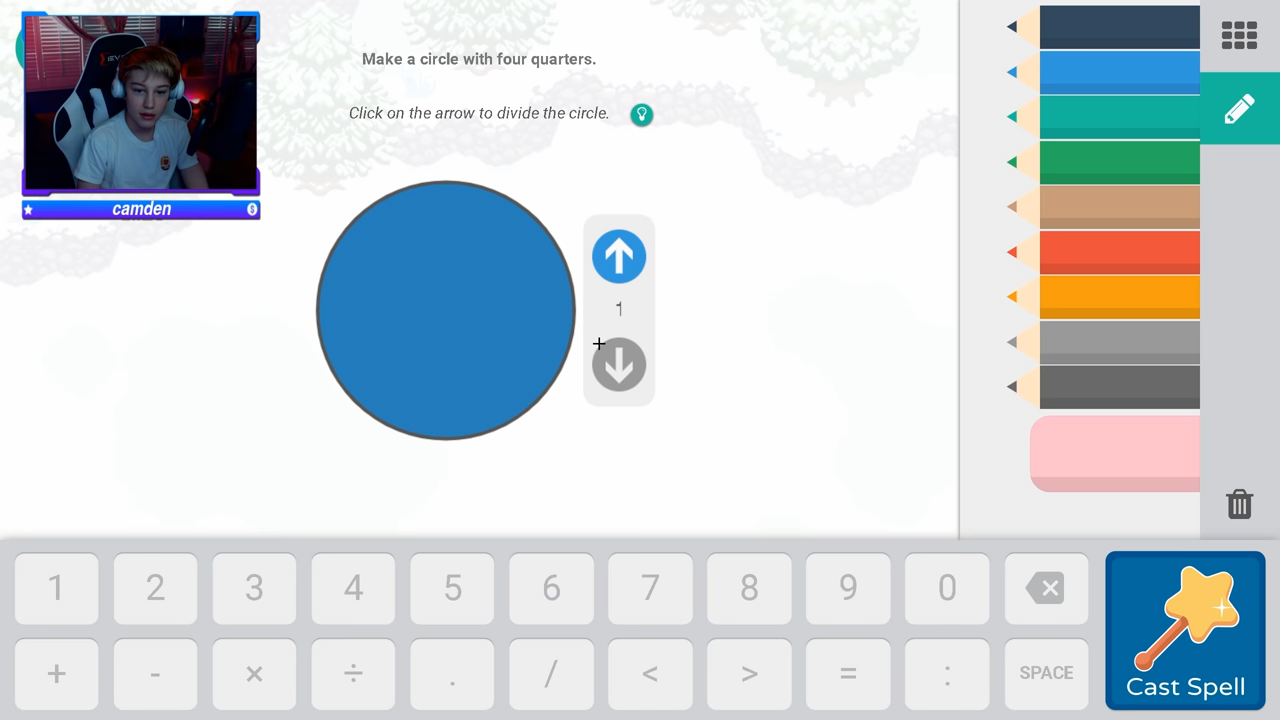 Make a circle with four quarters.
Click on the arrow to divide the circle.
camden
1
1 2 3 4 5 6 7 8 9 0
+ - × ÷ . / < > = : SPACE
Cast Spell